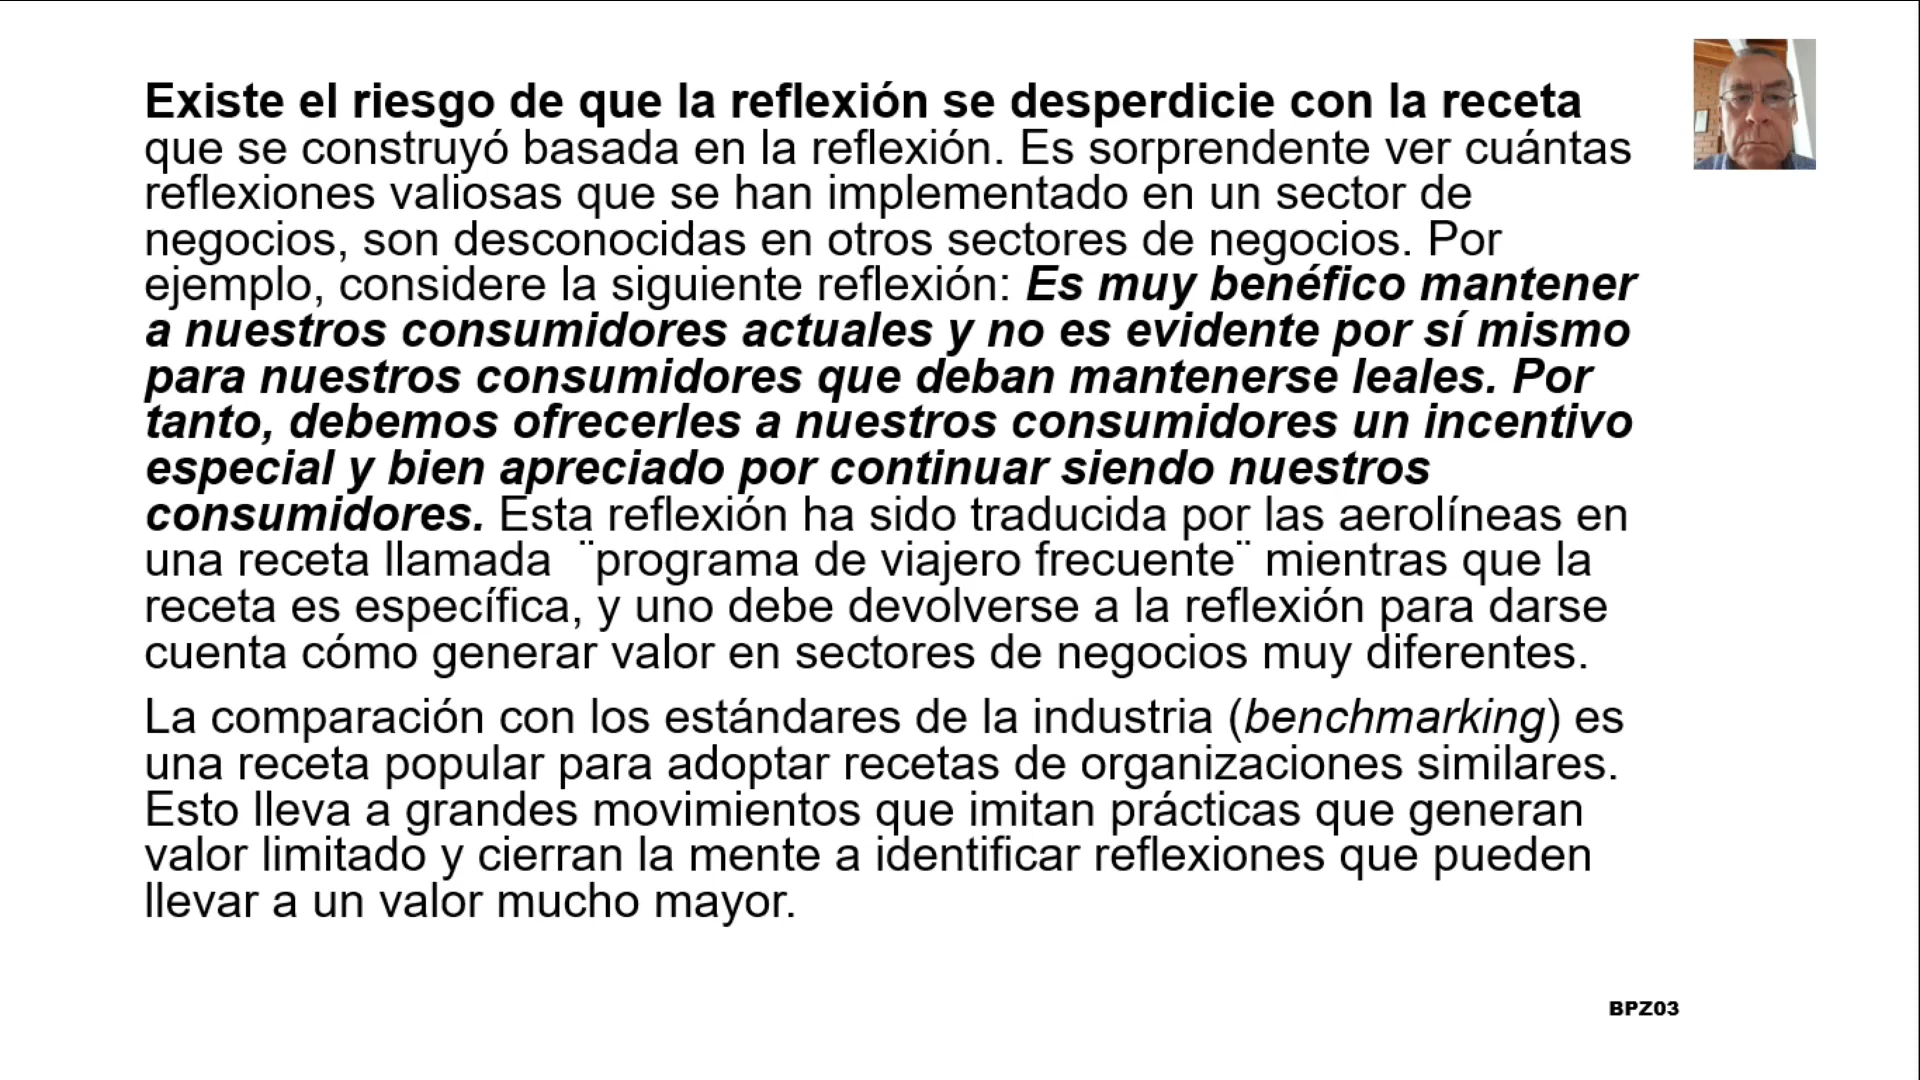 Existe el riesgo de que la reflexión se desperdicie con la receta
que se construyó basada en la reflexión. Es sorprendente ver cuántas
reflexiones valiosas que se han implementado en un sector de
negocios, son desconocidas en otros sectores de negocios. Por
ejemplo, considere la siguiente reflexión: Es muy benéfico mantener
a nuestros consumidores actuales y no es evidente por sí mismo
para nuestros consumidores que deban mantenerse leales. Por
tanto, debemos ofrecerles a nuestros consumidores un incentivo
especial y bien apreciado por continuar siendo nuestros
consumidores. Esta reflexión ha sido traducida por las aerolíneas en
una receta llamada ¨programa de viajero frecuente¨ mientras que la
receta es específica, y uno debe devolverse a la reflexión para darse
cuenta cómo generar valor en sectores de negocios muy diferentes.
La comparación con los estándares de la industria (benchmarking) es
una receta popular para adoptar recetas de organizaciones similares.
Esto lleva a grandes movimientos que imitan prácticas que generan
valor limitado y cierran la mente a identificar reflexiones que pueden
llevar a un valor mucho mayor.
BPZ03